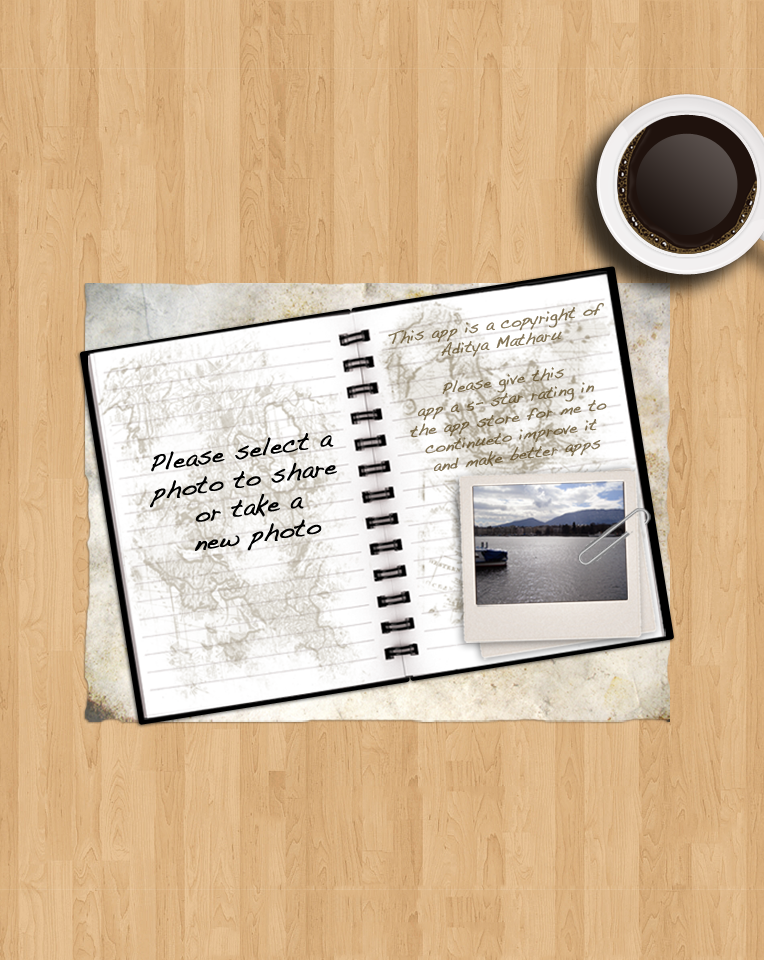 Please select a
photo to share
or take a
new photo
This app is a copyright of
Aditya Matharu
Please give this
app a 5- star rating in
the app store for me to
continueto improve it
and make better apps